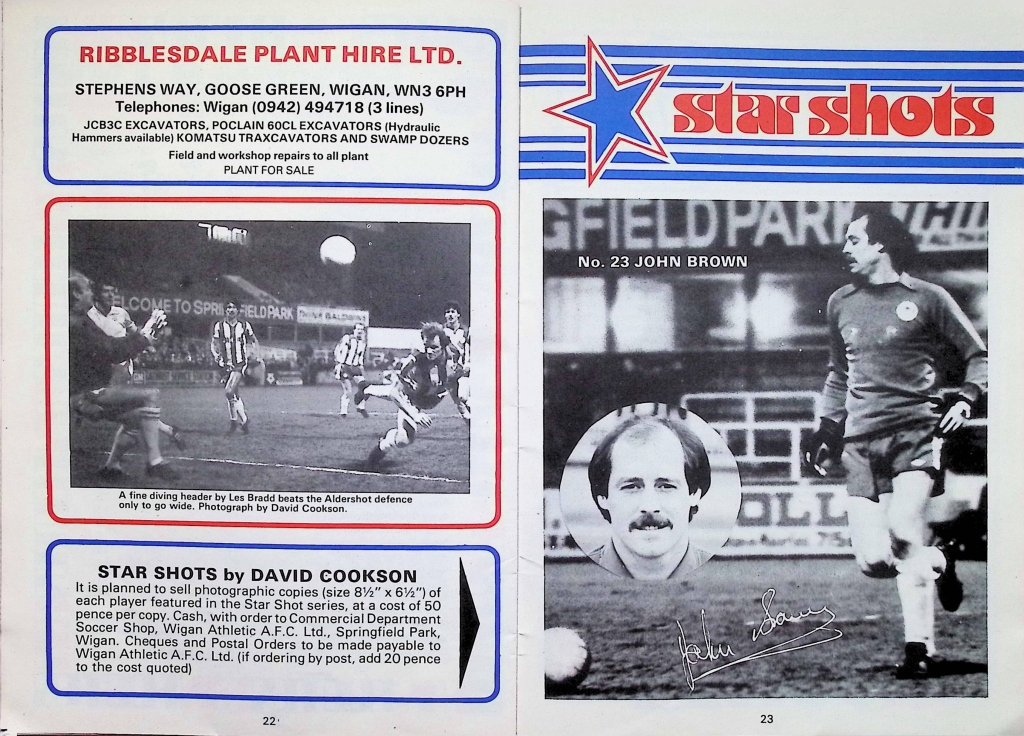 RIBBLESDALE PLANT HIRE LTD.
STEPHENS WAY, GOOSE GREEN, WIGAN, WN3 6PH
Telephones: Wigan (0942) 494718 (3 lines)
JCB3C EXCAVATORS, POCLAIN 60CL EXCAVATORS (Hydraulic
Hammers available) KOMATSU TRAXCAVATORS AND SWAMP DOZERS
Field and workshop repairs to all plant
PLANT FOR SALE
ELCOME TO SPRINGFIELD PARK
A fine diving header by Les Bradd beats the Aldershot defence
only to go wide. Photograph by David Cookson.
STAR SHOTS by DAVID COOKSON
It is planned to sell photographic copies (size 8½" x 6½") of
each player featured in the Star Shot series, at a cost of 50
pence per copy. Cash, with order to Commercial Department
Soccer Shop, Wigan Athletic A.F.C. Ltd., Springfield Park,
Wigan. Cheques and Postal Orders to be made payable to
Wigan Athletic A.F.C. Ltd. (if ordering by post, add 20 pence
to the cost quoted)
22
star shots
GFIELD PARK
No. 23 JOHN BROWN
OLL
75
John Brown
23